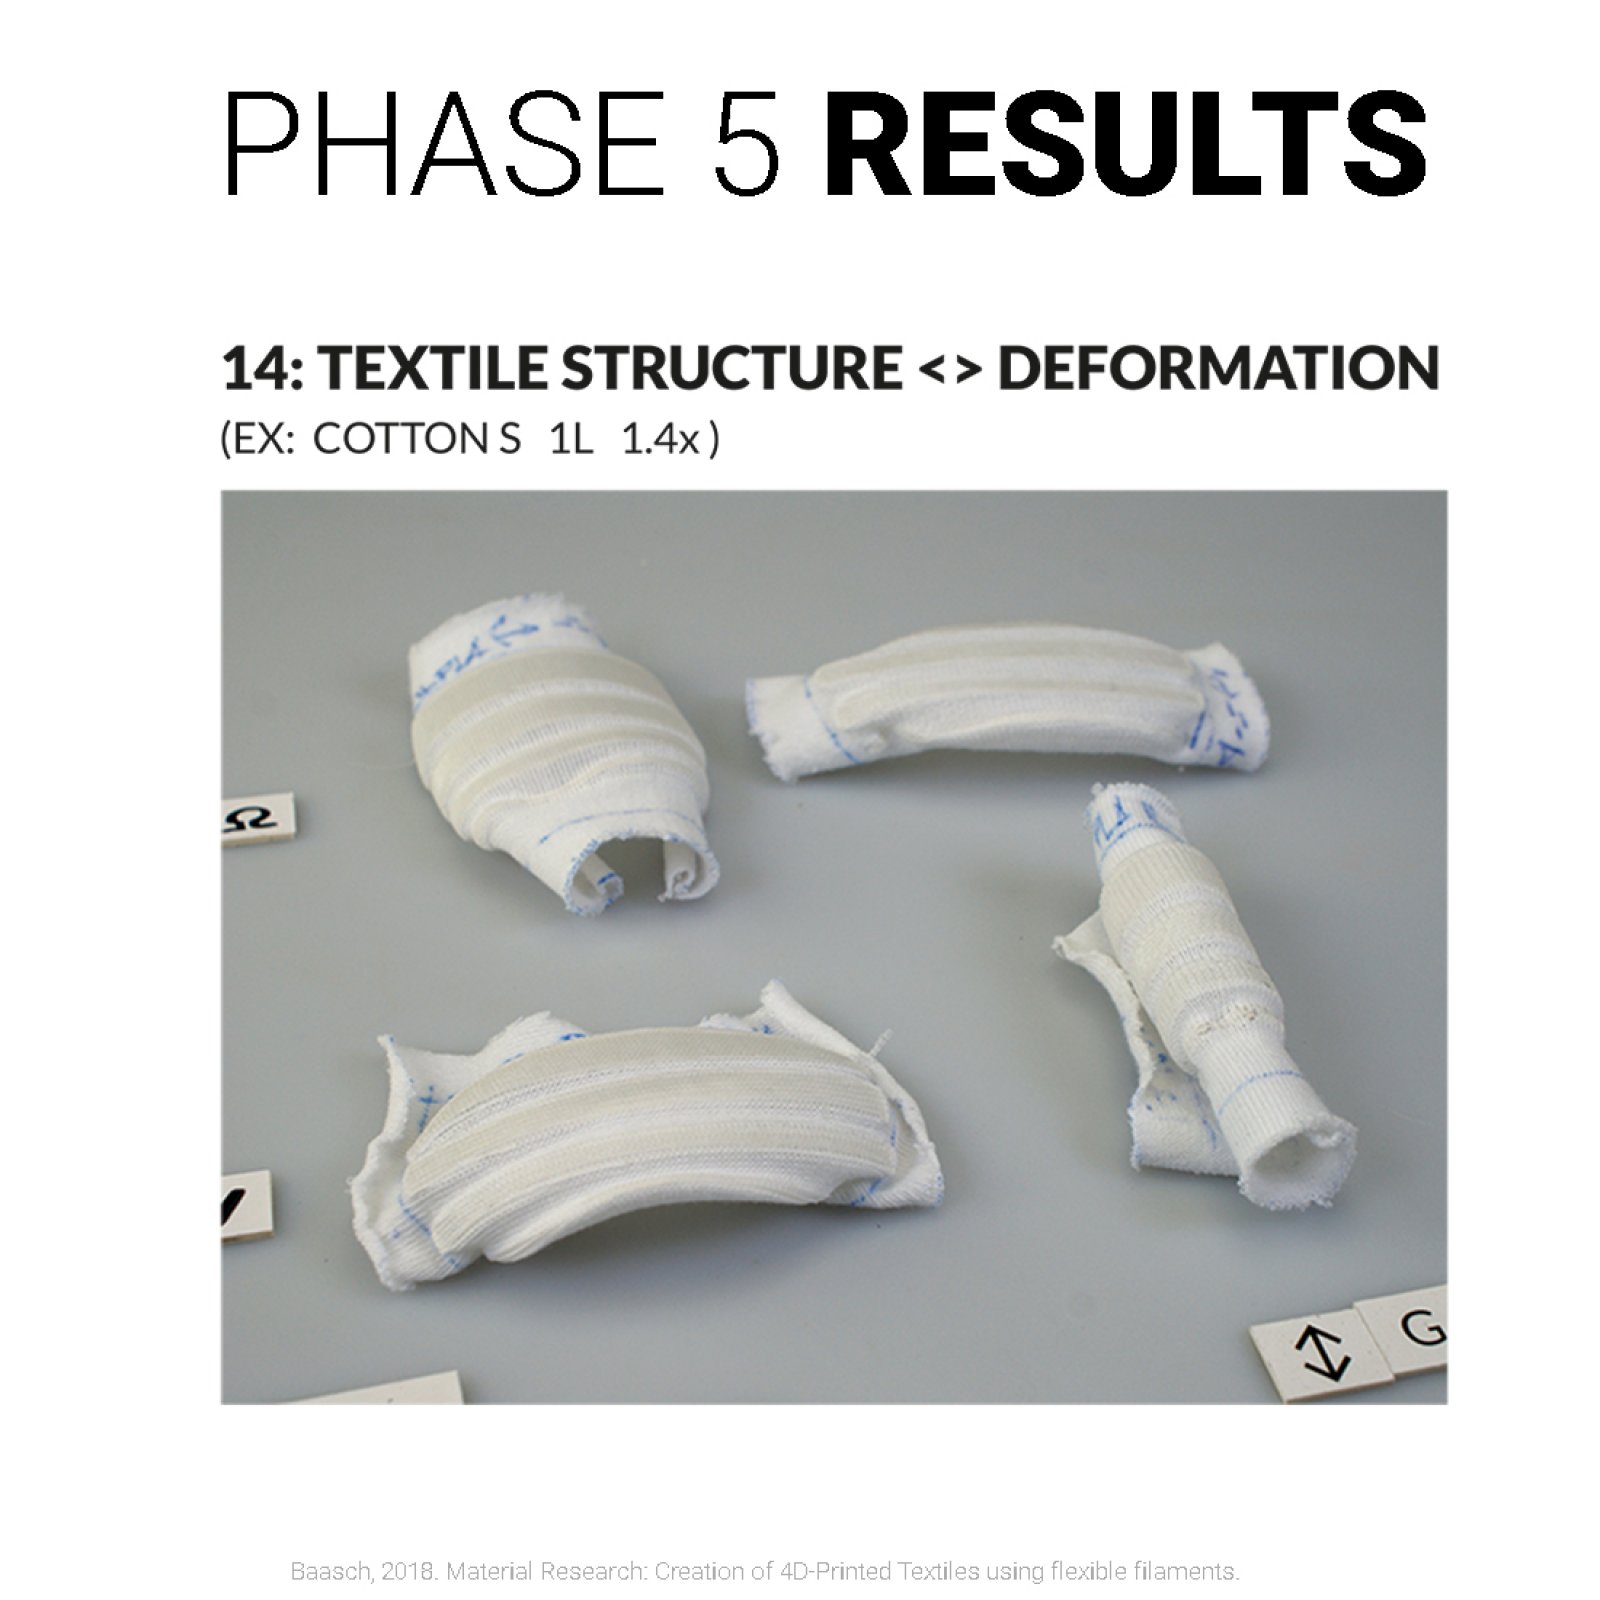 PHASE 5 RESULTS
14: TEXTILE STRUCTURE <> DEFORMATION
(EX: COTTON S 1L 1.4x )
Ω
G
Baasch, 2018. Material Research: Creation of 4D-Printed Textiles using flexible filaments.